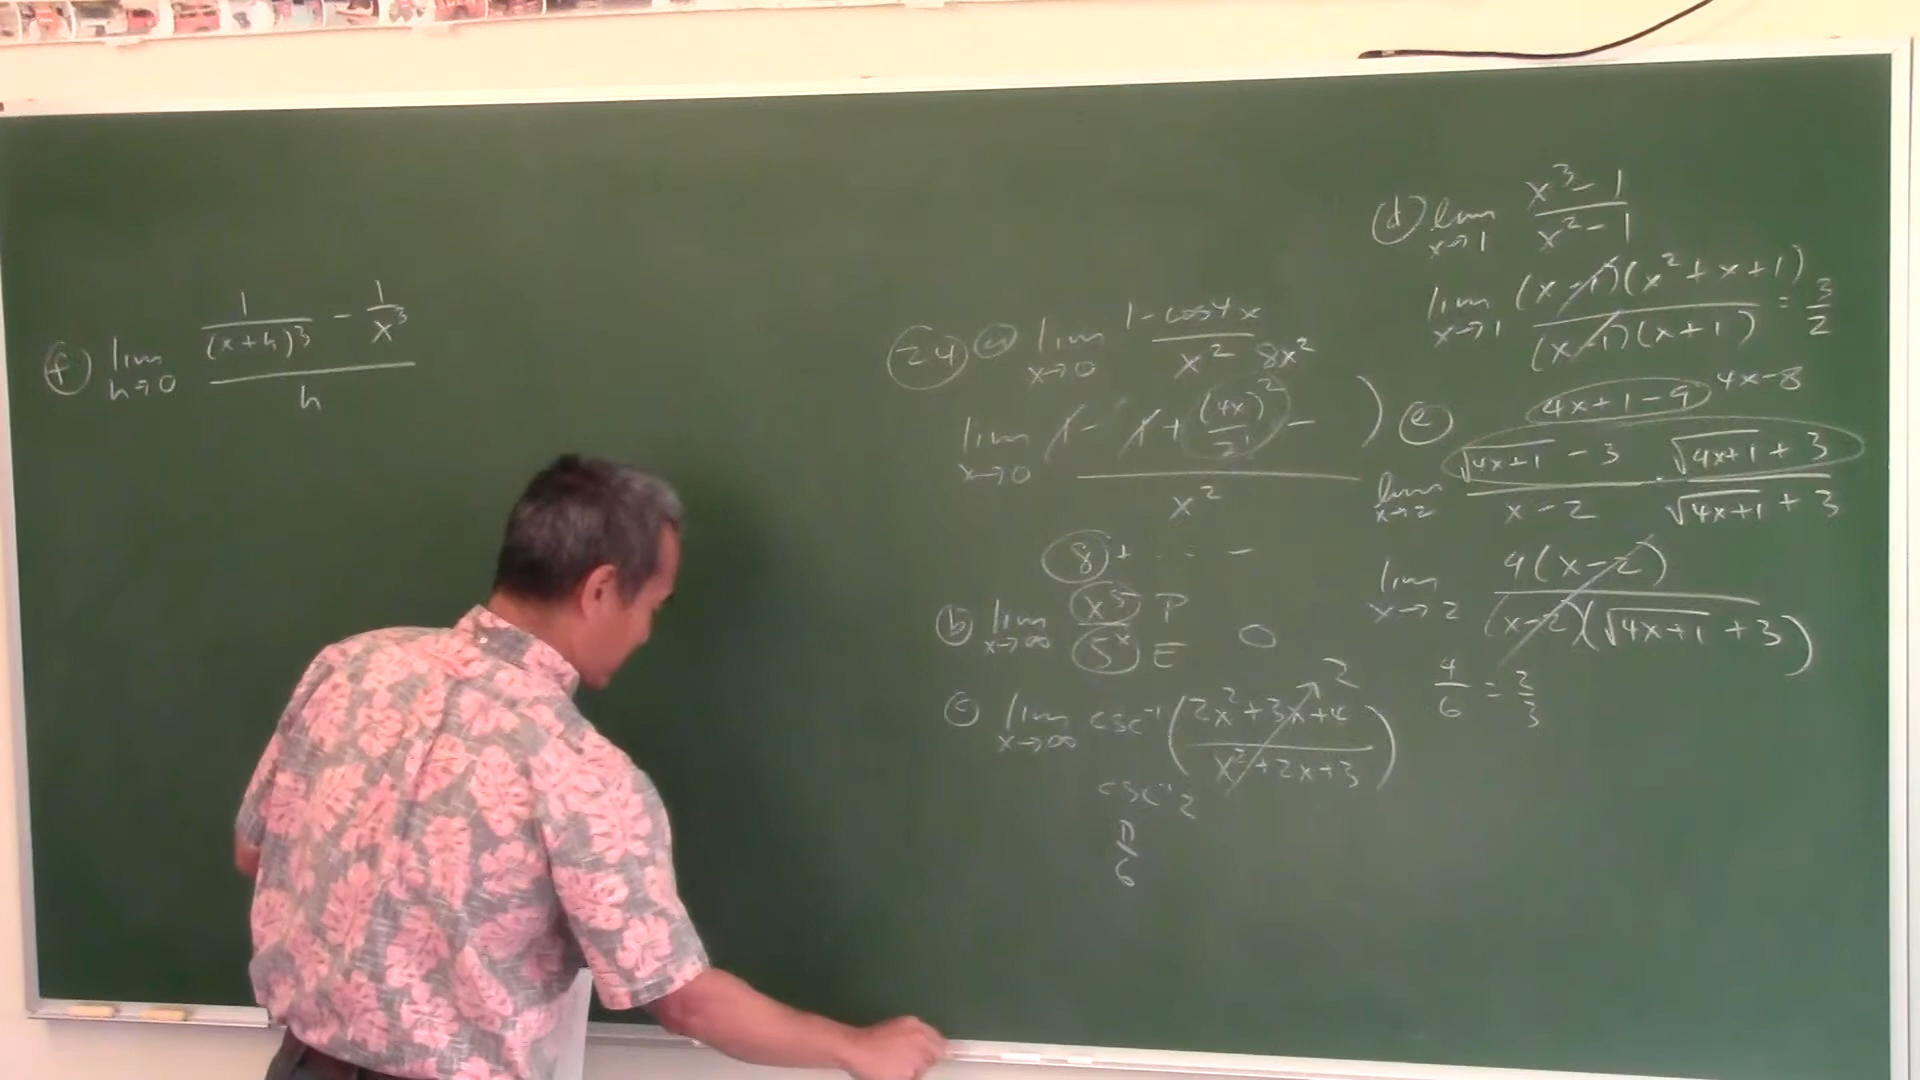 (f) lim h→0 (1/(x+h)³ - 1/x³)/h
(24) (a) lim x→0 (1-cos4x)/x² 8x²
lim x→0 (1 - 1 + (4x)²/2! - )/x²
(8) + - -
(b) lim x→∞ x⁵/5ˣ P E 0
(c) lim x→∞ csc⁻¹((2x²+3x+4)/(x²+2x+3)) 2
csc⁻¹2
π/6
(d) lim x→1 (x³-1)/(x²-1)
lim x→1 ((x-1)(x²+x+1))/((x-1)(x+1)) = 3/2
(e) 4x+1-9 4x-8
lim x→2 (√4x+1 - 3)/(x-2) · (√4x+1 + 3)/(√4x+1 + 3)
lim x→2 4(x-2)/((x-2)(√4x+1 + 3))
4/6 = 2/3